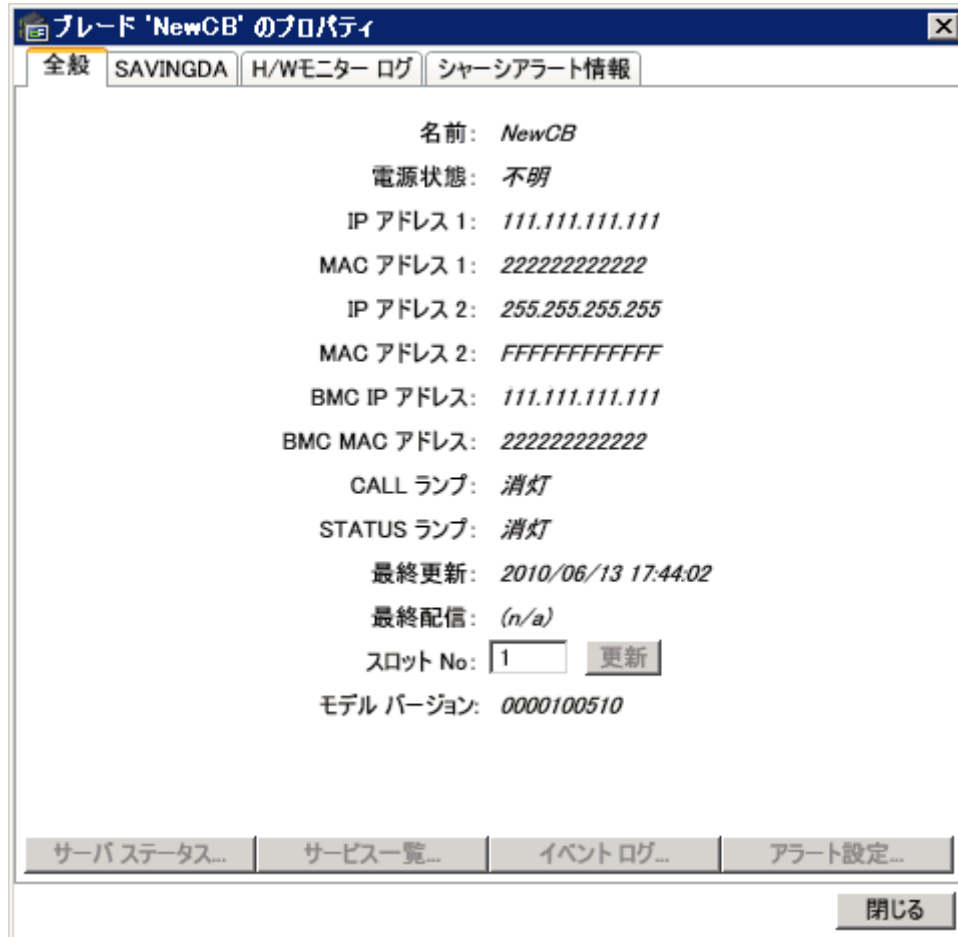 ブレード 'NewCB' のプロパティ
全般 SAVINGDA H/Wモニター ログ シャーシアラート情報
名前: NewCB
電源状態: 不明
IP アドレス 1: 111.111.111.111
MAC アドレス 1: 222222222222
IP アドレス 2: 255.255.255.255
MAC アドレス 2: FFFFFFFFFFFF
BMC IP アドレス: 111.111.111.111
BMC MAC アドレス: 222222222222
CALL ランプ: 消灯
STATUS ランプ: 消灯
最終更新: 2010/06/13 17:44:02
最終配信: (n/a)
スロット No: 1 更新
モデル バージョン: 0000100510
サーバ ステータス... サービス一覧... イベント ログ... アラート設定...
閉じる